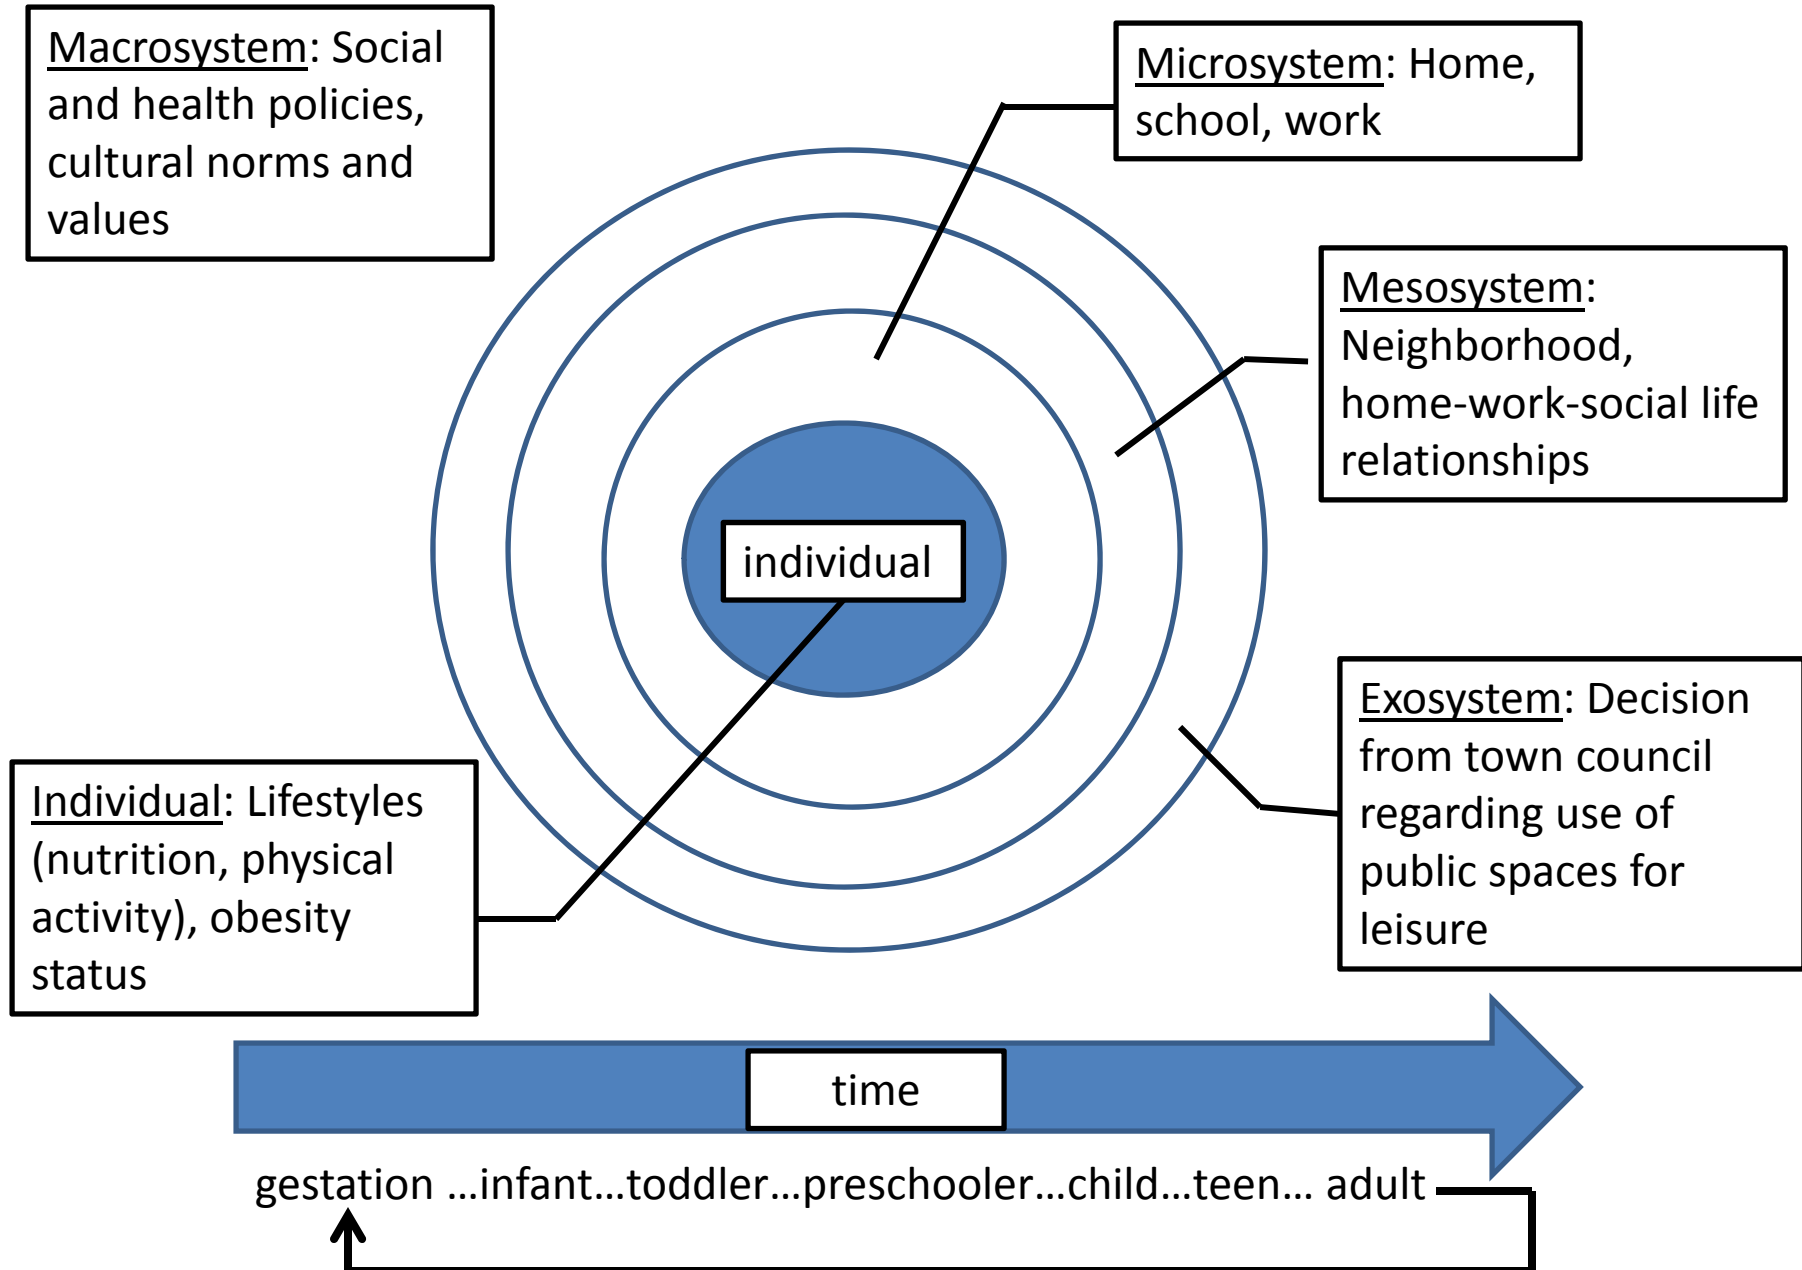 Macrosystem: Social
and health policies,
cultural norms and
values
Microsystem: Home,
school, work
Mesosystem:
Neighborhood,
home-work-social life
relationships
individual
Exosystem: Decision
from town council
regarding use of
public spaces for
leisure
Individual: Lifestyles
(nutrition, physical
activity), obesity
status
time
gestation ...infant...toddler...preschooler...child...teen... adult